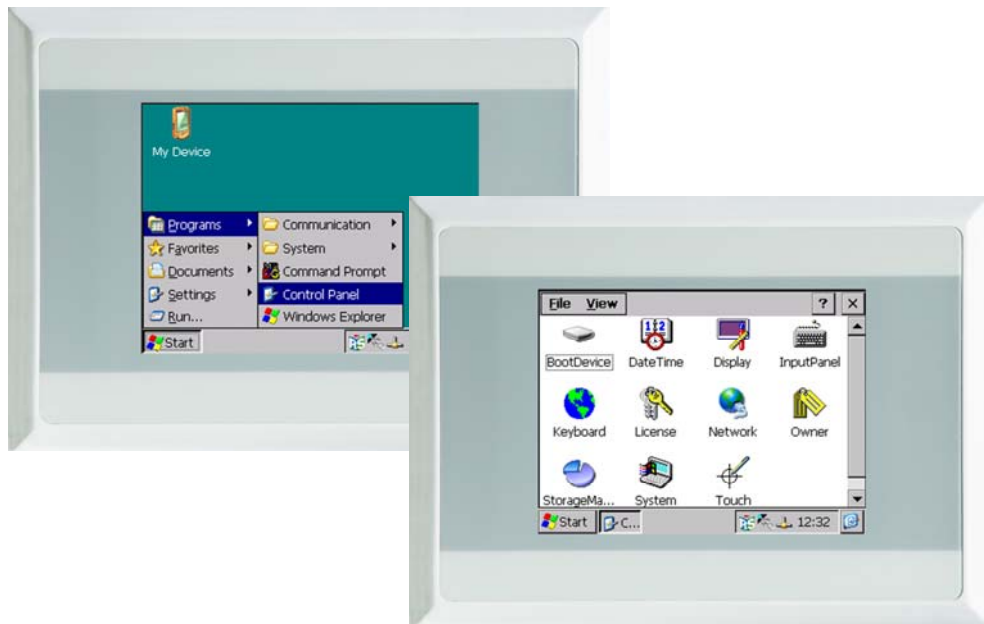 My Device
Programs
Communication
Favorites
System
Documents
Command Prompt
Settings
Control Panel
Run...
Windows Explorer
Start
File View ? ×
BootDevice DateTime Display InputPanel
Keyboard License Network Owner
StorageMa... System Touch
Start C... 12:32